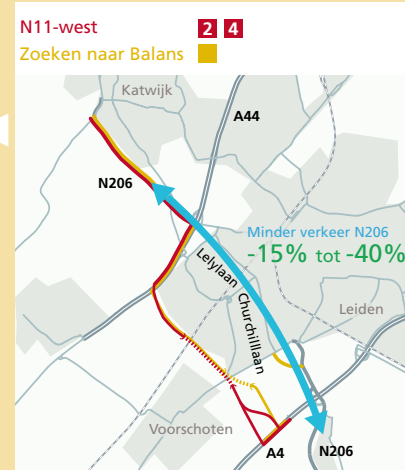 N11-west 2 4
Zoeken naar Balans
Katwijk
A44
N206
Minder verkeer N206
-15% tot -40%
Lelylaan
Churchilllaan
Leiden
Voorschoten
A4
N206